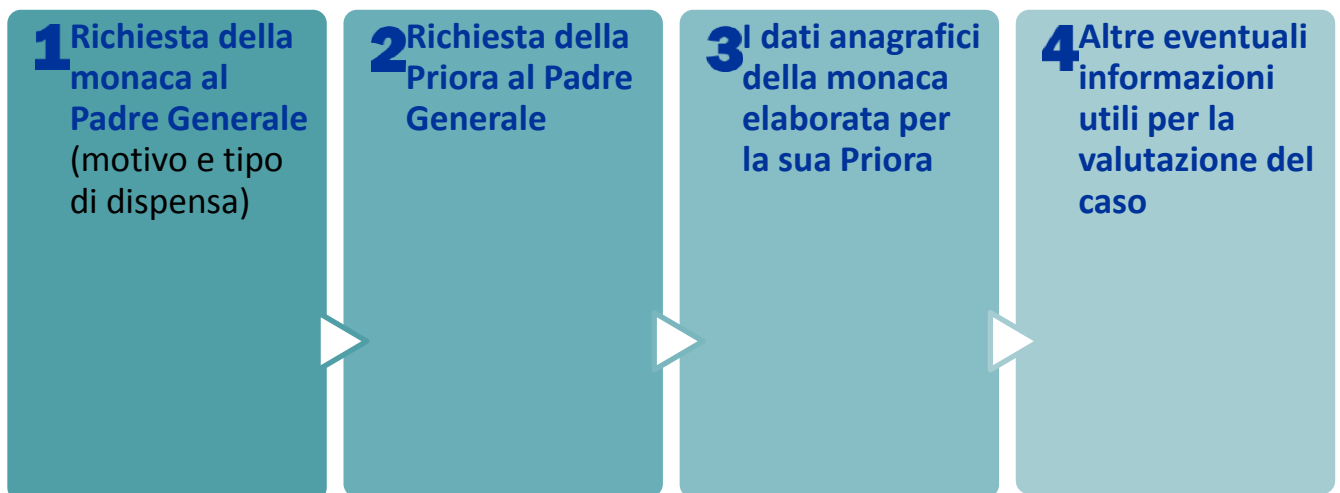 1 Richiesta della
monaca al
Padre Generale
(motivo e tipo
di dispensa)
2 Richiesta della
Priora al Padre
Generale
3 I dati anagrafici
della monaca
elaborata per
la sua Priora
4 Altre eventuali
informazioni
utili per la
valutazione del
caso